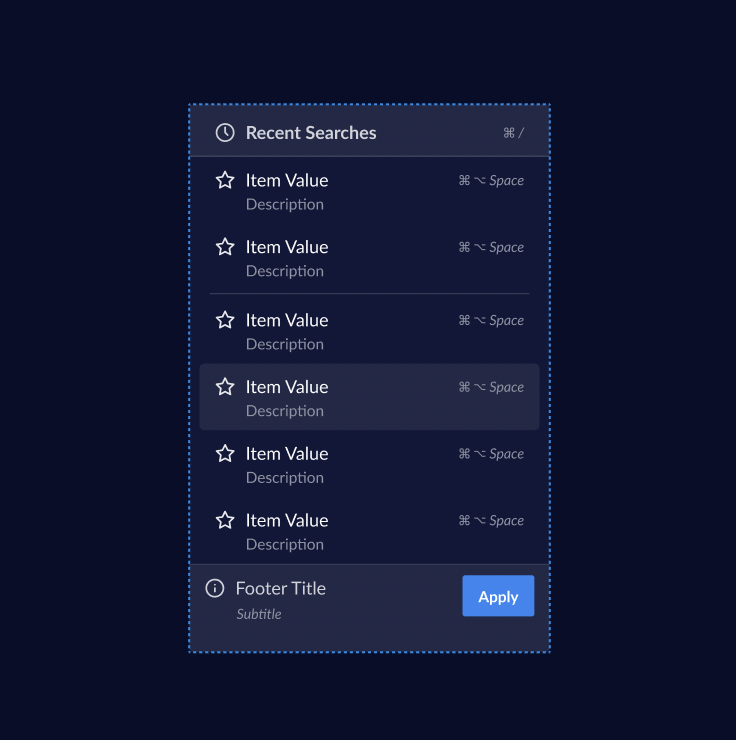 Recent Searches ⌘ /
Item Value ⌘ ⌥ Space
Description
Item Value ⌘ ⌥ Space
Description
Item Value ⌘ ⌥ Space
Description
Item Value ⌘ ⌥ Space
Description
Item Value ⌘ ⌥ Space
Description
Item Value ⌘ ⌥ Space
Description
Footer Title
Apply
Subtitle